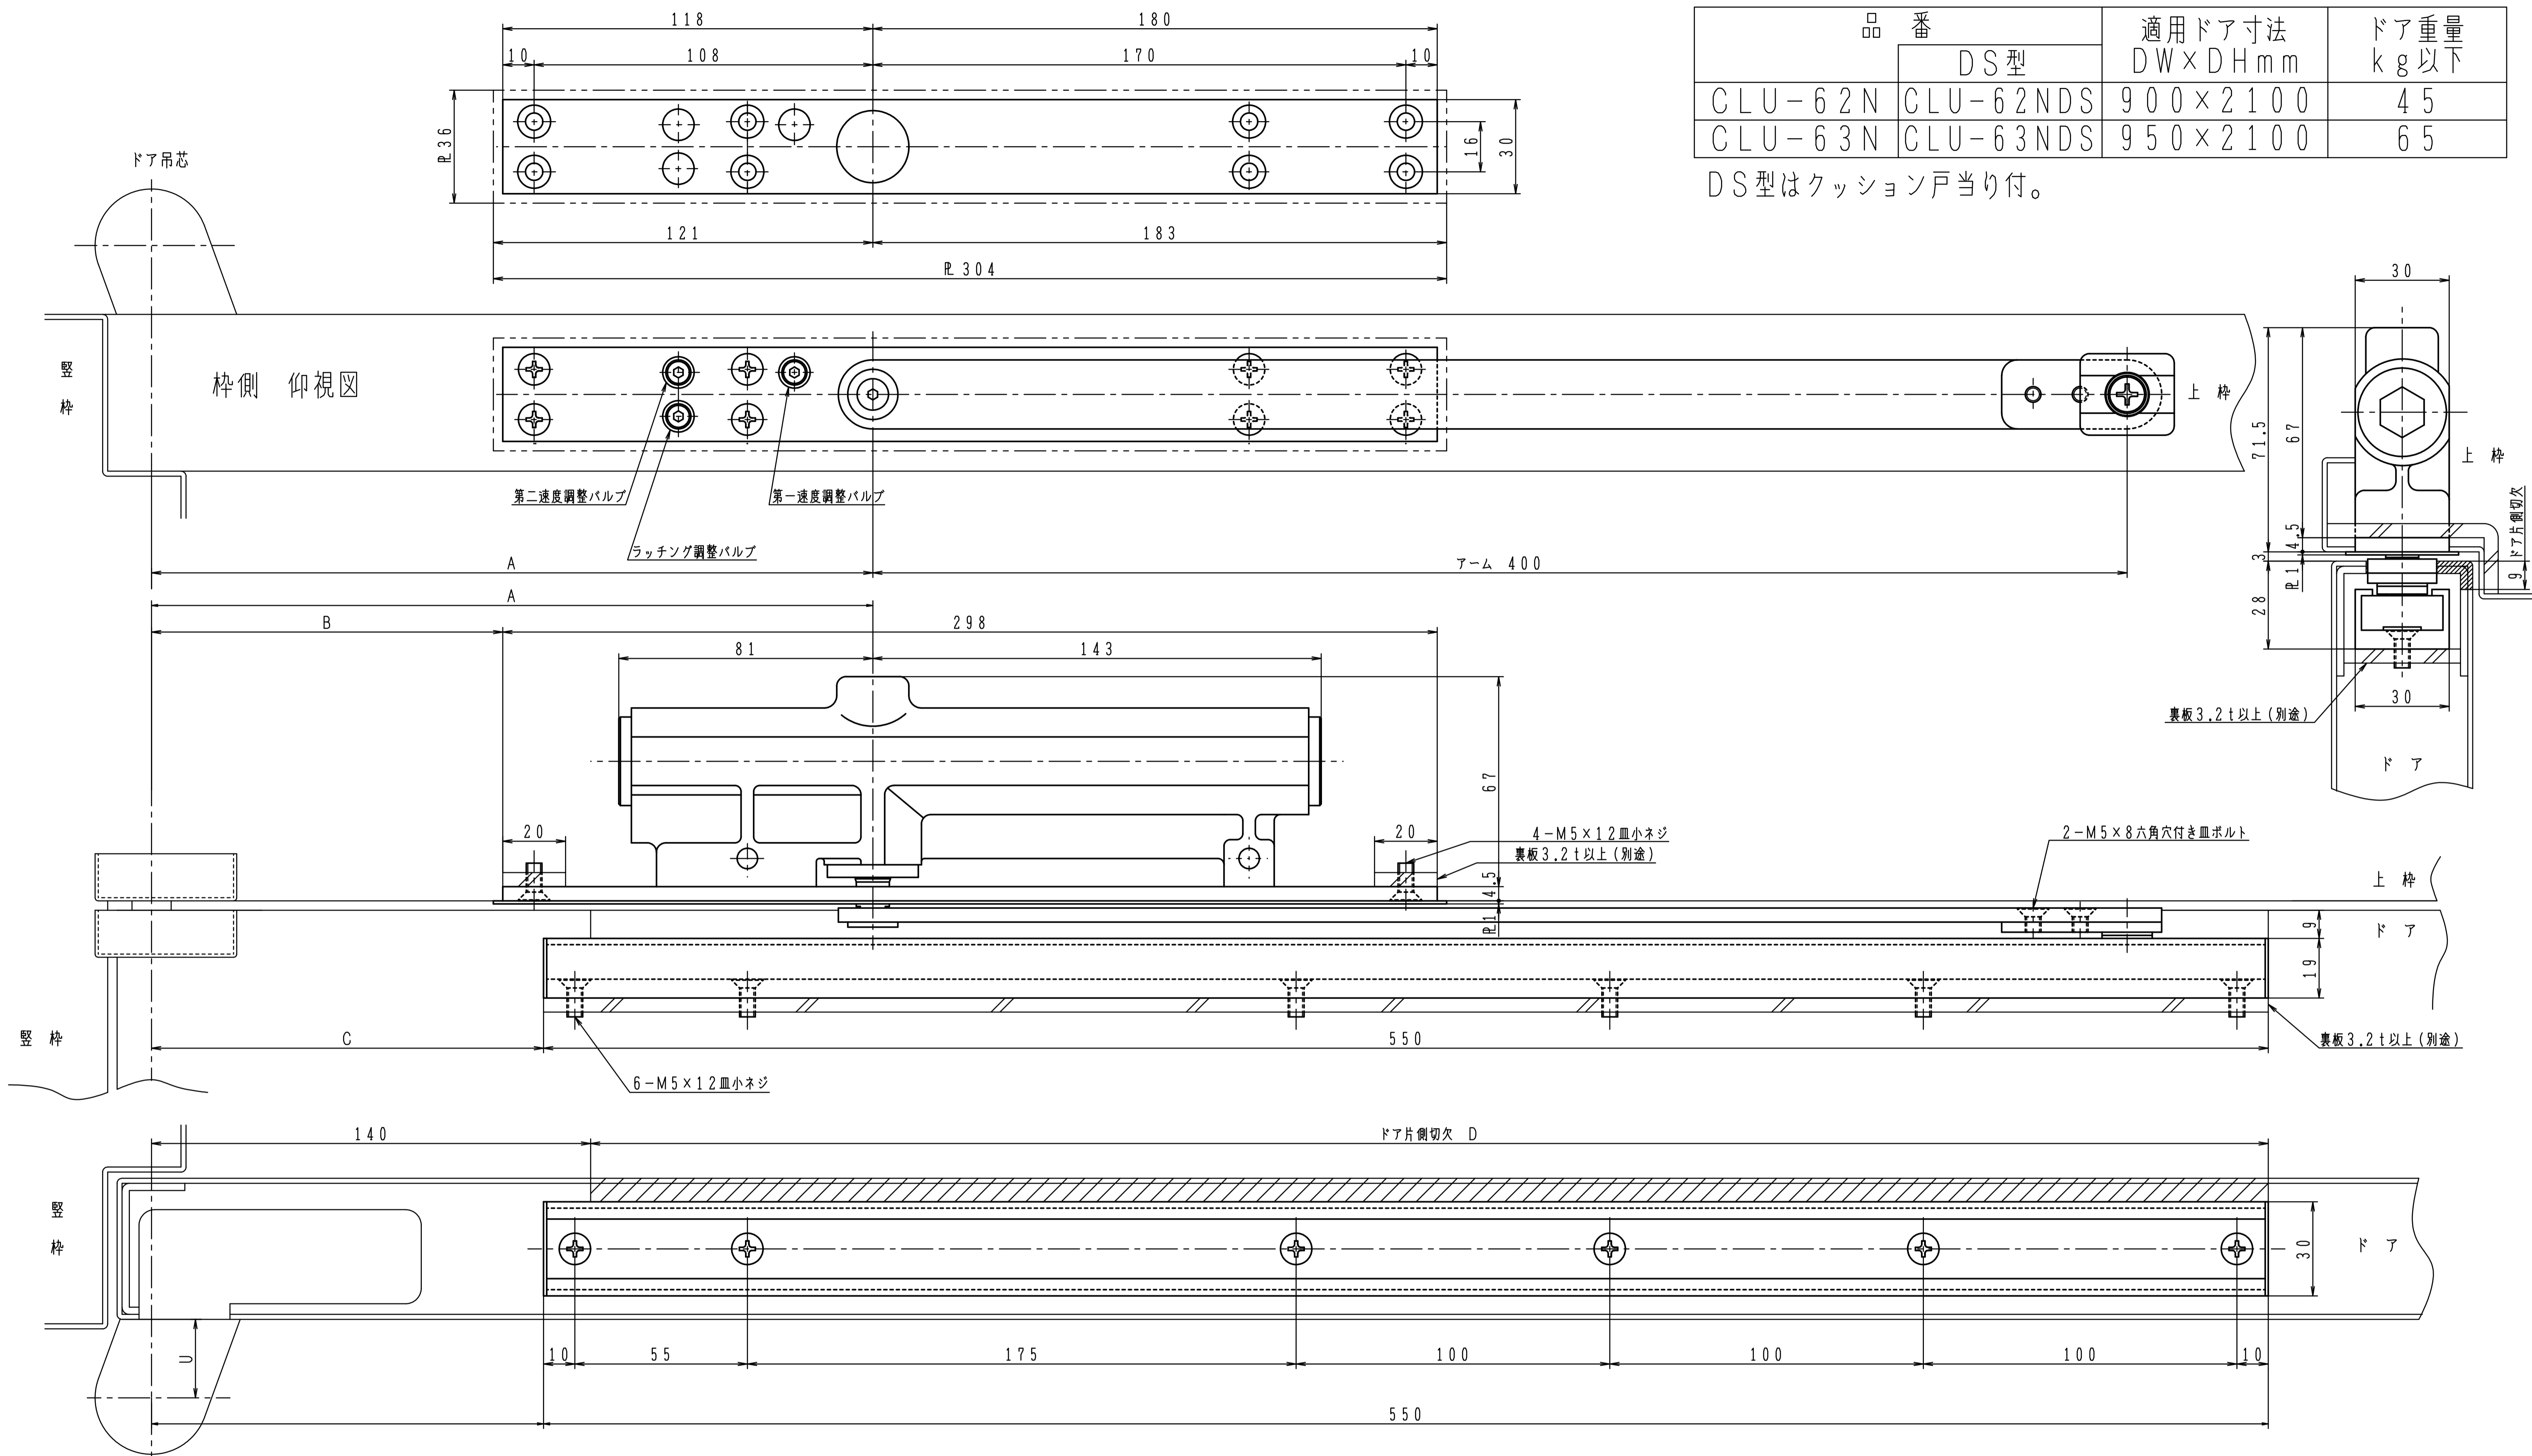 118 180
10 108 170 10
PL 36
16
30
121 183
PL 304
品 番 適用ドア寸法 ドア重量
DS型 DW×DHmm kg以下
CLU-62N CLU-62NDS 900×2100 45
CLU-63N CLU-63NDS 950×2100 65
DS型はクッション戸当り付。
ドア吊芯
竪枠
枠側 仰視図
上枠
第二速度調整バルブ
第一速度調整バルブ
ラッチング調整バルブ
A アーム 400
30
71.5
67
上枠
ドア片側切欠
9
4.5
3
PL 1
28
30
裏板3.2t以上(別途)
ドア
A
B 298
81 143
67
20 20
4-M5×12皿小ネジ
裏板3.2t以上(別途)
2-M5×8六角穴付き皿ボルト
4.5
PL 1
上枠
ドア
9
19
竪枠
C 550
裏板3.2t以上(別途)
6-M5×12皿小ネジ
140 ドア片側切欠 D
竪枠
30
ドア
U
10 55 175 100 100 100 10
550